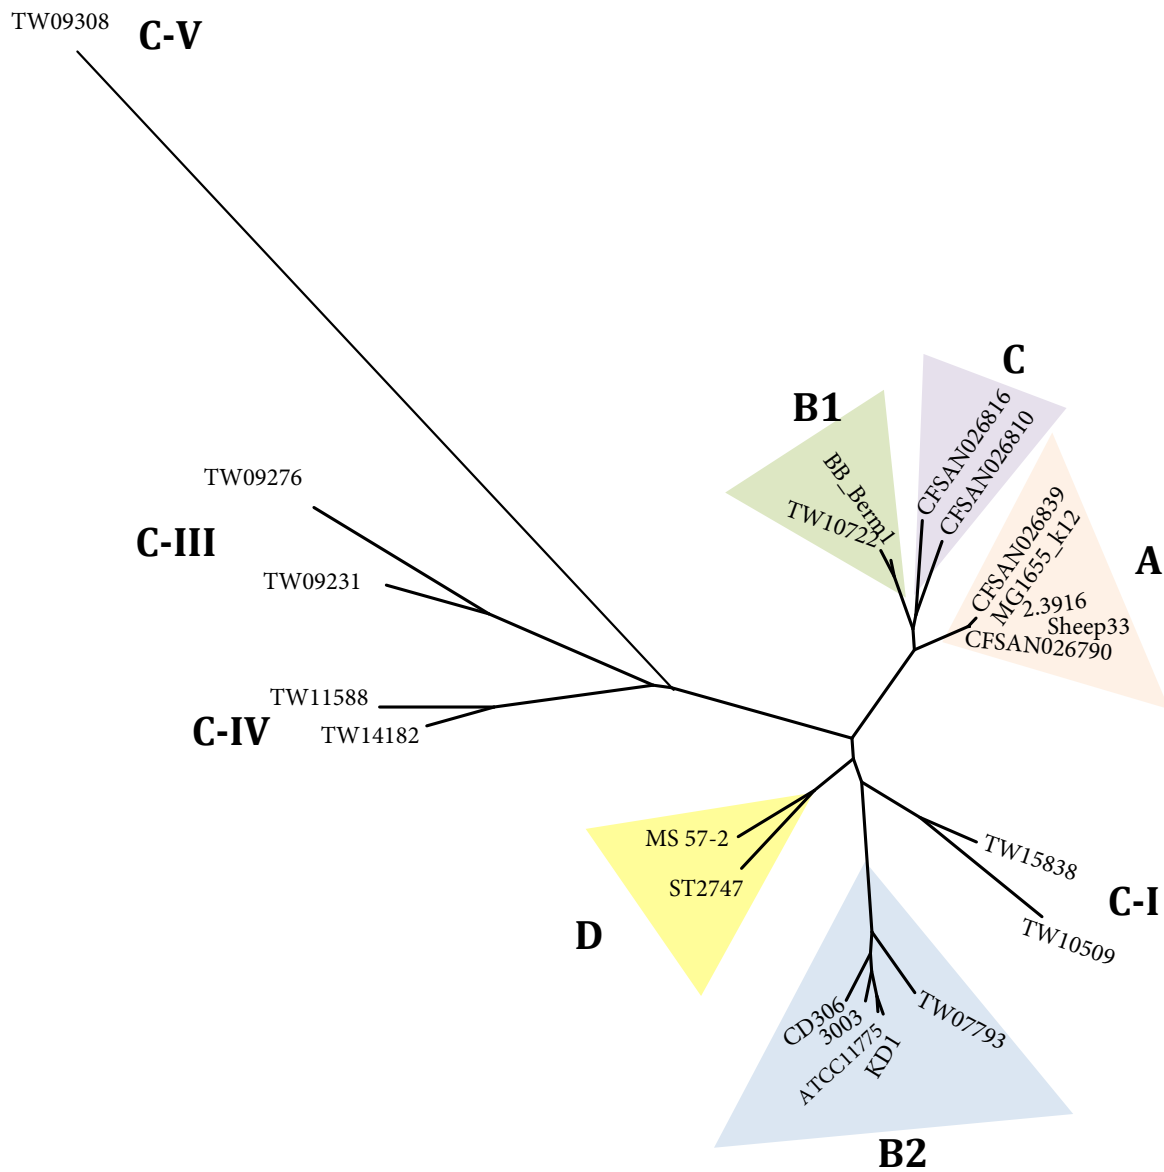 TW09308
C-V
C
B1
CFSAN026816
CFSAN026810
BB_Berm1
TW10722
CFSAN026839
MG1655_k12
2.3916
Sheep33
CFSAN026790
A
TW09276
C-III
TW09231
TW11588
C-IV
TW14182
MS 57-2
ST2747
D
TW15838
C-I
TW10509
CD306
3003
ATCC11775
KD1
TW07793
B2